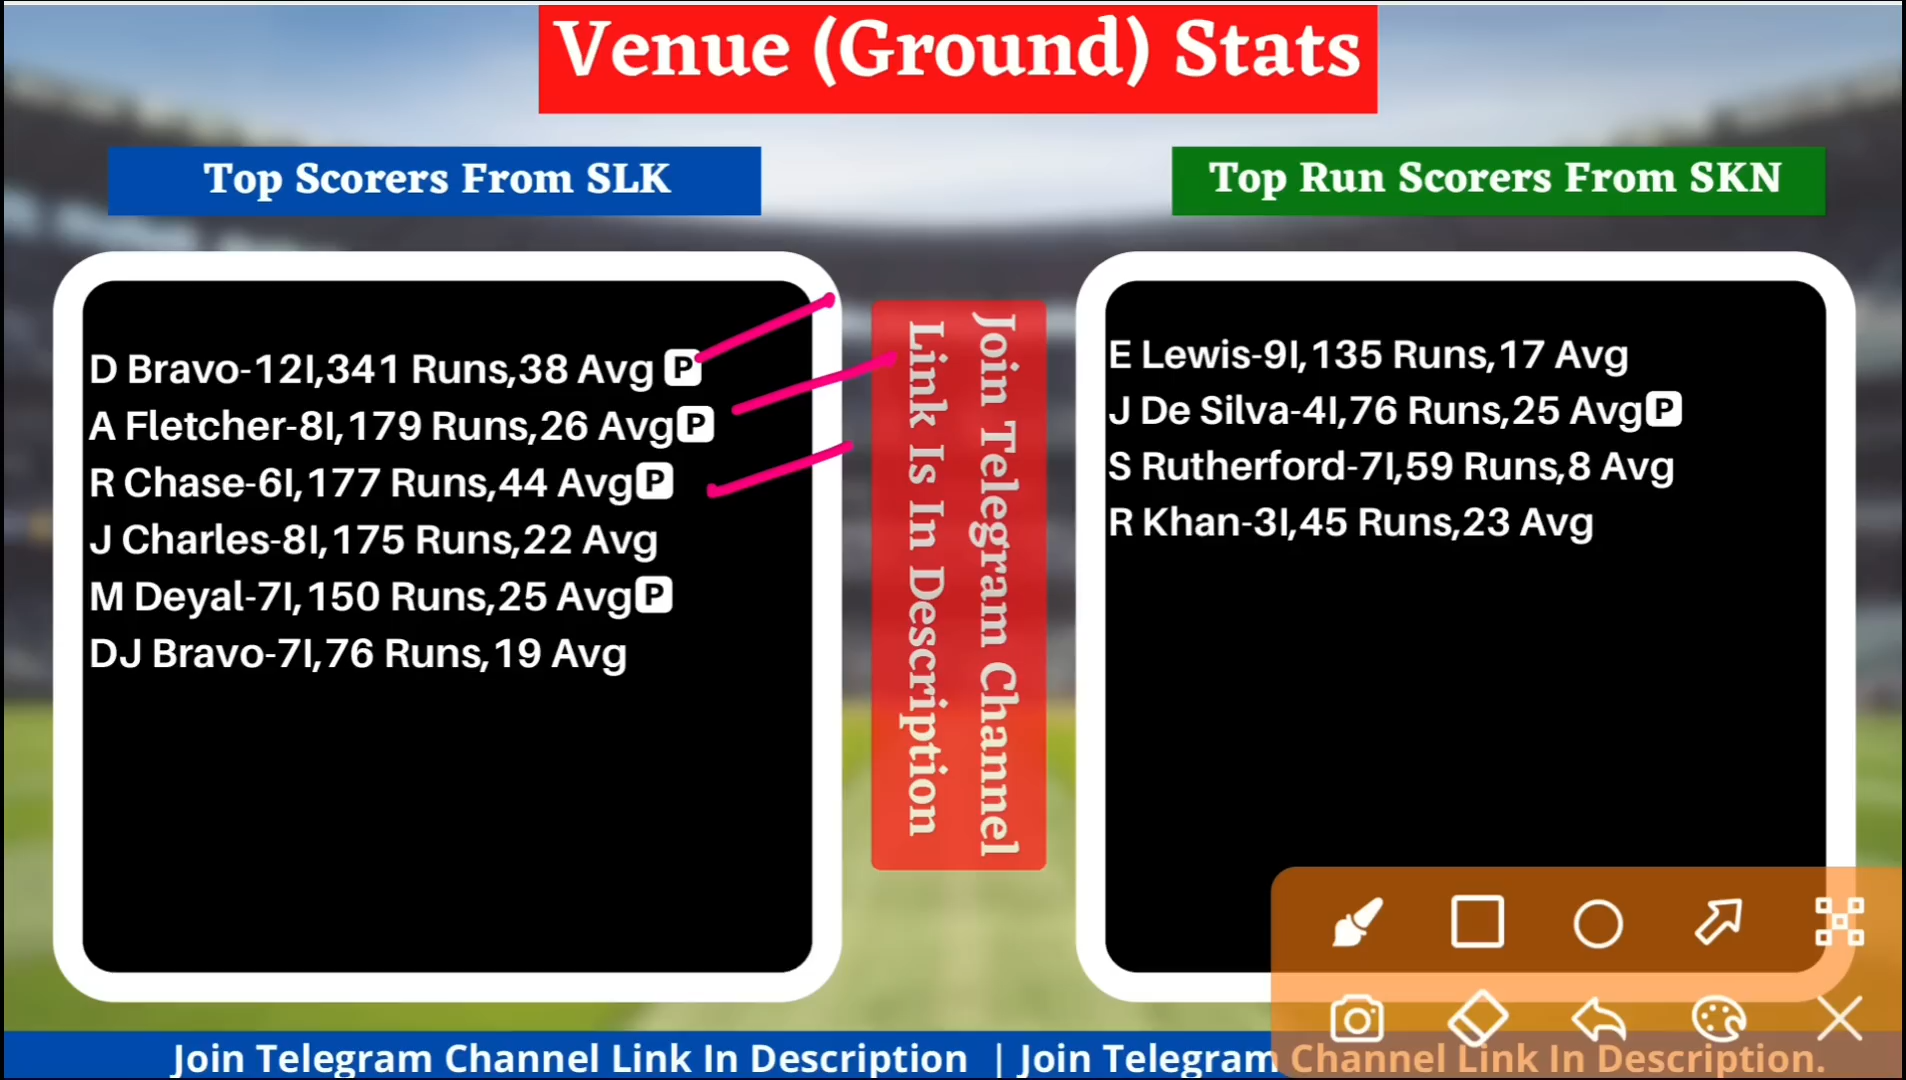 Venue (Ground) Stats
Top Scorers From SLK
D Bravo-12I,341 Runs,38 Avg 🅿
A Fletcher-8I,179 Runs,26 Avg🅿
R Chase-6I,177 Runs,44 Avg🅿
J Charles-8I,175 Runs,22 Avg
M Deyal-7I,150 Runs,25 Avg🅿
DJ Bravo-7I,76 Runs,19 Avg
Join Telegram Channel
Link Is In Description
Top Run Scorers From SKN
E Lewis-9I,135 Runs,17 Avg
J De Silva-4I,76 Runs,25 Avg🅿
S Rutherford-7I,59 Runs,8 Avg
R Khan-3I,45 Runs,23 Avg
Join Telegram Channel Link In Description | Join Telegram Channel Link In Description.